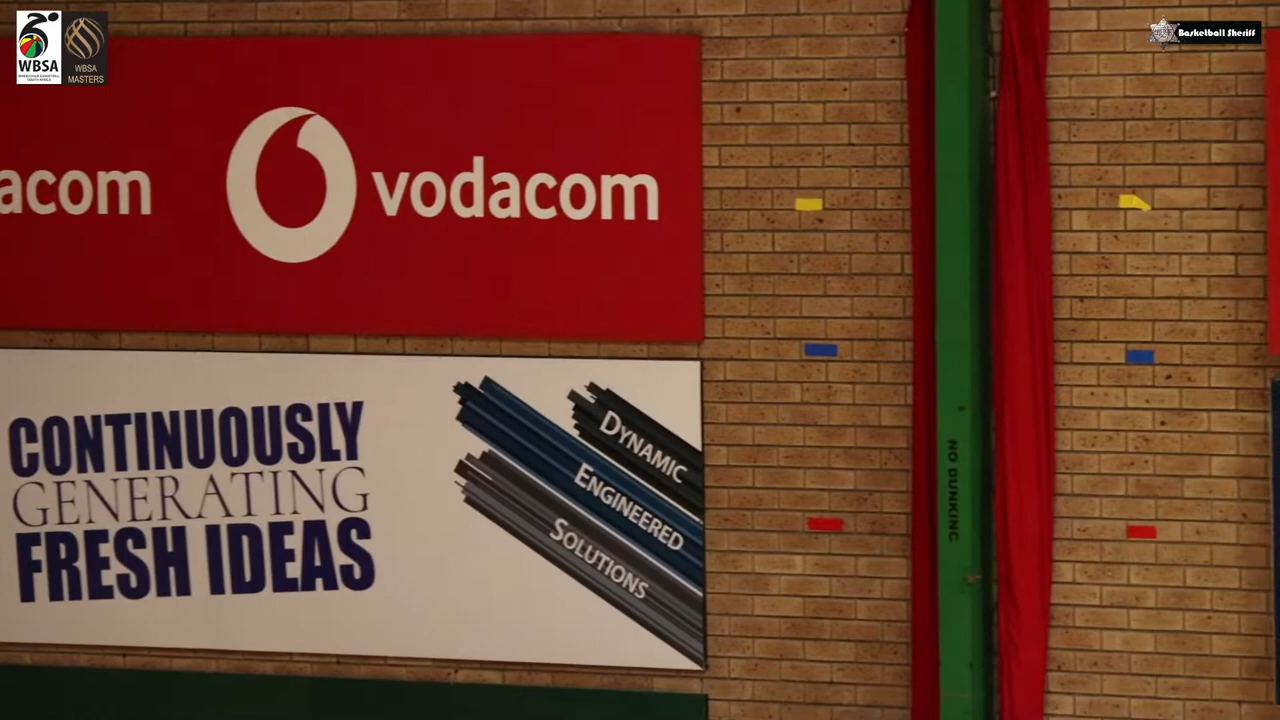 WBSA
WBSA
MASTERS
Basketball Sheriff
acom
vodacom
CONTINUOUSLY
GENERATING
FRESH IDEAS
DYNAMIC
ENGINEERED
SOLUTIONS
NO DUNKING